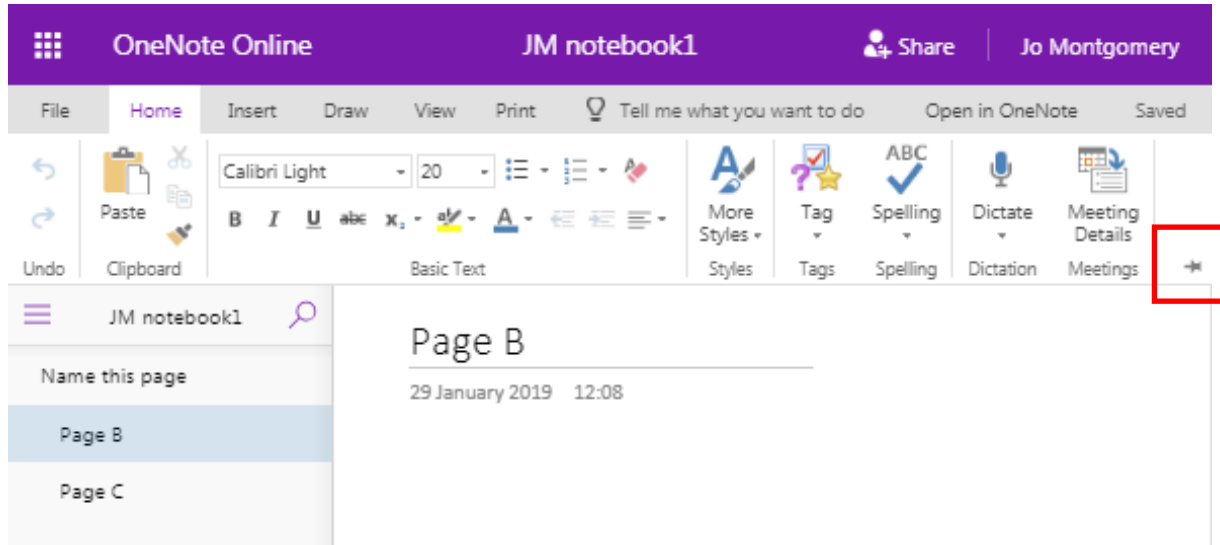 OneNote Online JM notebook1 Share Jo Montgomery
File Home Insert Draw View Print Tell me what you want to do Open in OneNote Saved
Calibri Light 20 ABC
Paste More Styles Tag Spelling Dictate Meeting Details
B I U abc x₂ aby A
Undo Clipboard Basic Text Styles Tags Spelling Dictation Meetings
JM notebook1
Name this page
Page B
Page C
Page B
29 January 2019 12:08